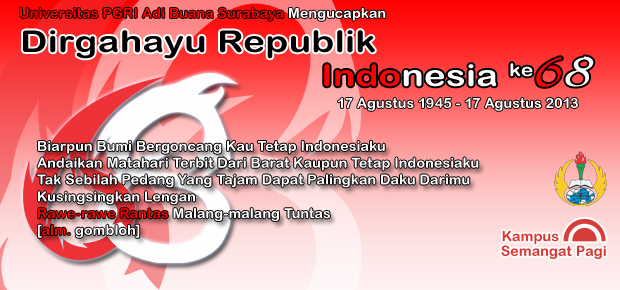 Universitas PGRI Adi Buana Surabaya Mengucapkan
Dirgahayu Republik
Indonesia ke68
17 Agustus 1945 - 17 Agustus 2013
Biarpun Bumi Bergoncang Kau Tetap Indonesiaku
Andaikan Matahari Terbit Dari Barat Kaupun Tetap Indonesiaku
Tak Sebilah Pedang Yang Tajam Dapat Palingkan Daku Darimu
Kusingsingkan Lengan
Rawe-rawe Rantas Malang-malang Tuntas
[alm. gombloh]
Kampus
Semangat Pagi